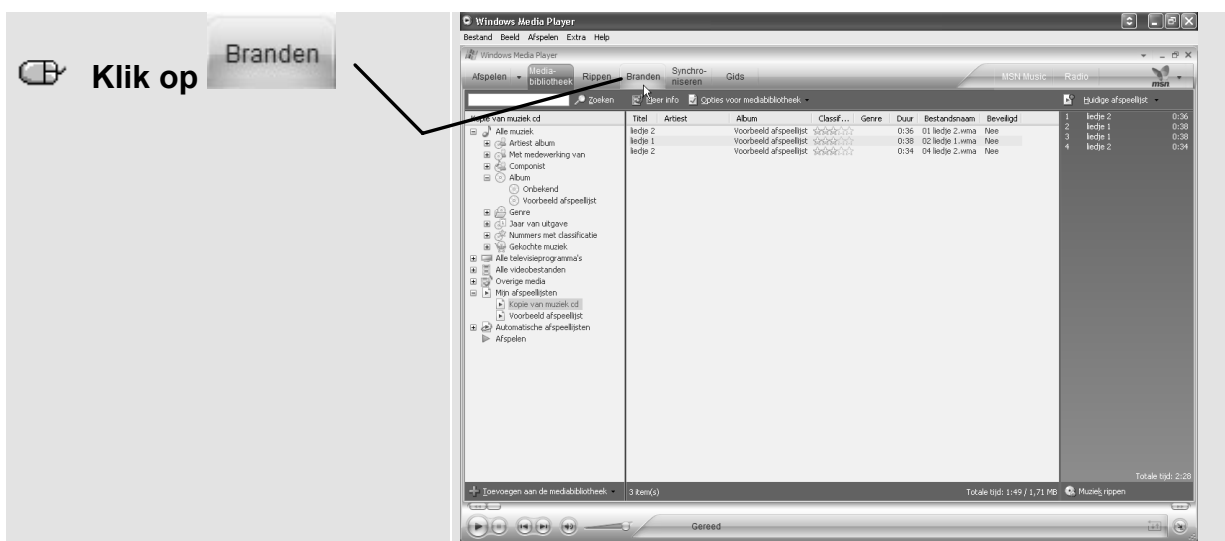 Klik op Branden
Windows Media Player
Bestand Beeld Afspelen Extra Help
Windows Media Player
Afspelen Media-bibliotheek Rippen Branden Synchro-niseren Gids MSN Music Radio msn
Zoeken Meer info Opties voor mediabibliotheek Huidige afspeellijst
Kopie van muziek cd
Alle muziek
Artiest album
Met medewerking van
Componist
Album
Onbekend
Voorbeeld afspeellijst
Genre
Jaar van uitgave
Nummers met classificatie
Gekochte muziek
Alle televisieprogramma's
Alle videobestanden
Overige media
Mijn afspeellijsten
Kopie van muziek cd
Voorbeeld afspeellijst
Automatische afspeellijsten
Afspelen
Titel Artiest Album Classif... Genre Duur Bestandsnaam Beveiligd
liedje 2 Voorbeeld afspeellijst 0:36 01 liedje 2.wma Nee
liedje 1 Voorbeeld afspeellijst 0:38 02 liedje 1.wma Nee
liedje 2 Voorbeeld afspeellijst 0:34 04 liedje 2.wma Nee
1 liedje 2 0:36
2 liedje 1 0:38
3 liedje 1 0:38
4 liedje 2 0:34
Totale tijd: 2:28
Toevoegen aan de mediabibliotheek 3 item(s) Totale tijd: 1:49 / 1,71 MB Muziek rippen
Gereed